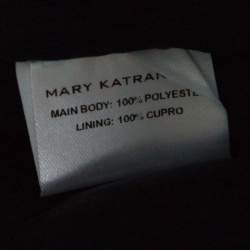 MARY KATRAN
MAIN BODY: 100% POLYESTE
LINING: 100% CUPRO